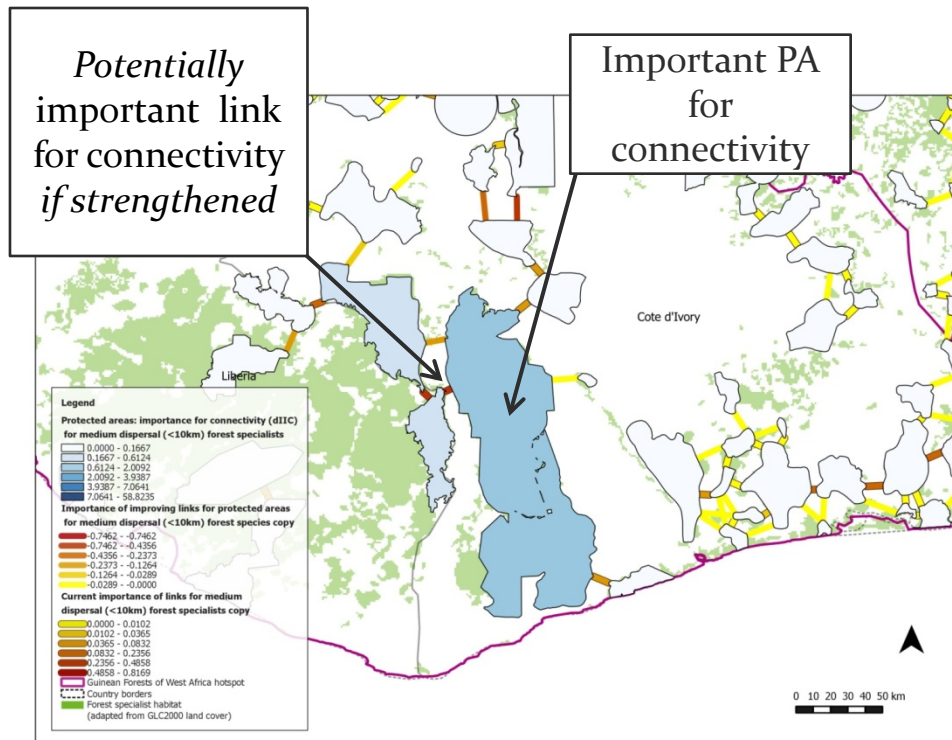 Potentially
important link
for connectivity
if strengthened
Important PA
for
connectivity
Cote d'Ivory
Liberia
Legend
Protected areas: importance for connectivity (dIIC)
for medium dispersal (<10km) forest specialists
0.0000 - 0.1667
0.1667 - 0.6124
0.6124 - 2.0092
2.0092 - 3.9387
3.9387 - 7.0641
7.0641 - 58.8235
Importance of improving links for protected areas
for medium dispersal (<10km) forest species copy
-0.7462 - -0.7462
-0.7462 - -0.4356
-0.4356 - -0.2373
-0.2373 - -0.1264
-0.1264 - -0.0289
-0.0289 - -0.0000
Current importance of links for medium
dispersal (<10km) forest specialists copy
0.0000 - 0.0102
0.0102 - 0.0365
0.0365 - 0.0832
0.0832 - 0.2356
0.2356 - 0.4858
0.4858 - 0.8169
Guinean Forests of West Africa hotspot
Country borders
Forest specialist habitat
(adapted from GLC2000 land cover)
0 10 20 30 40 50 km